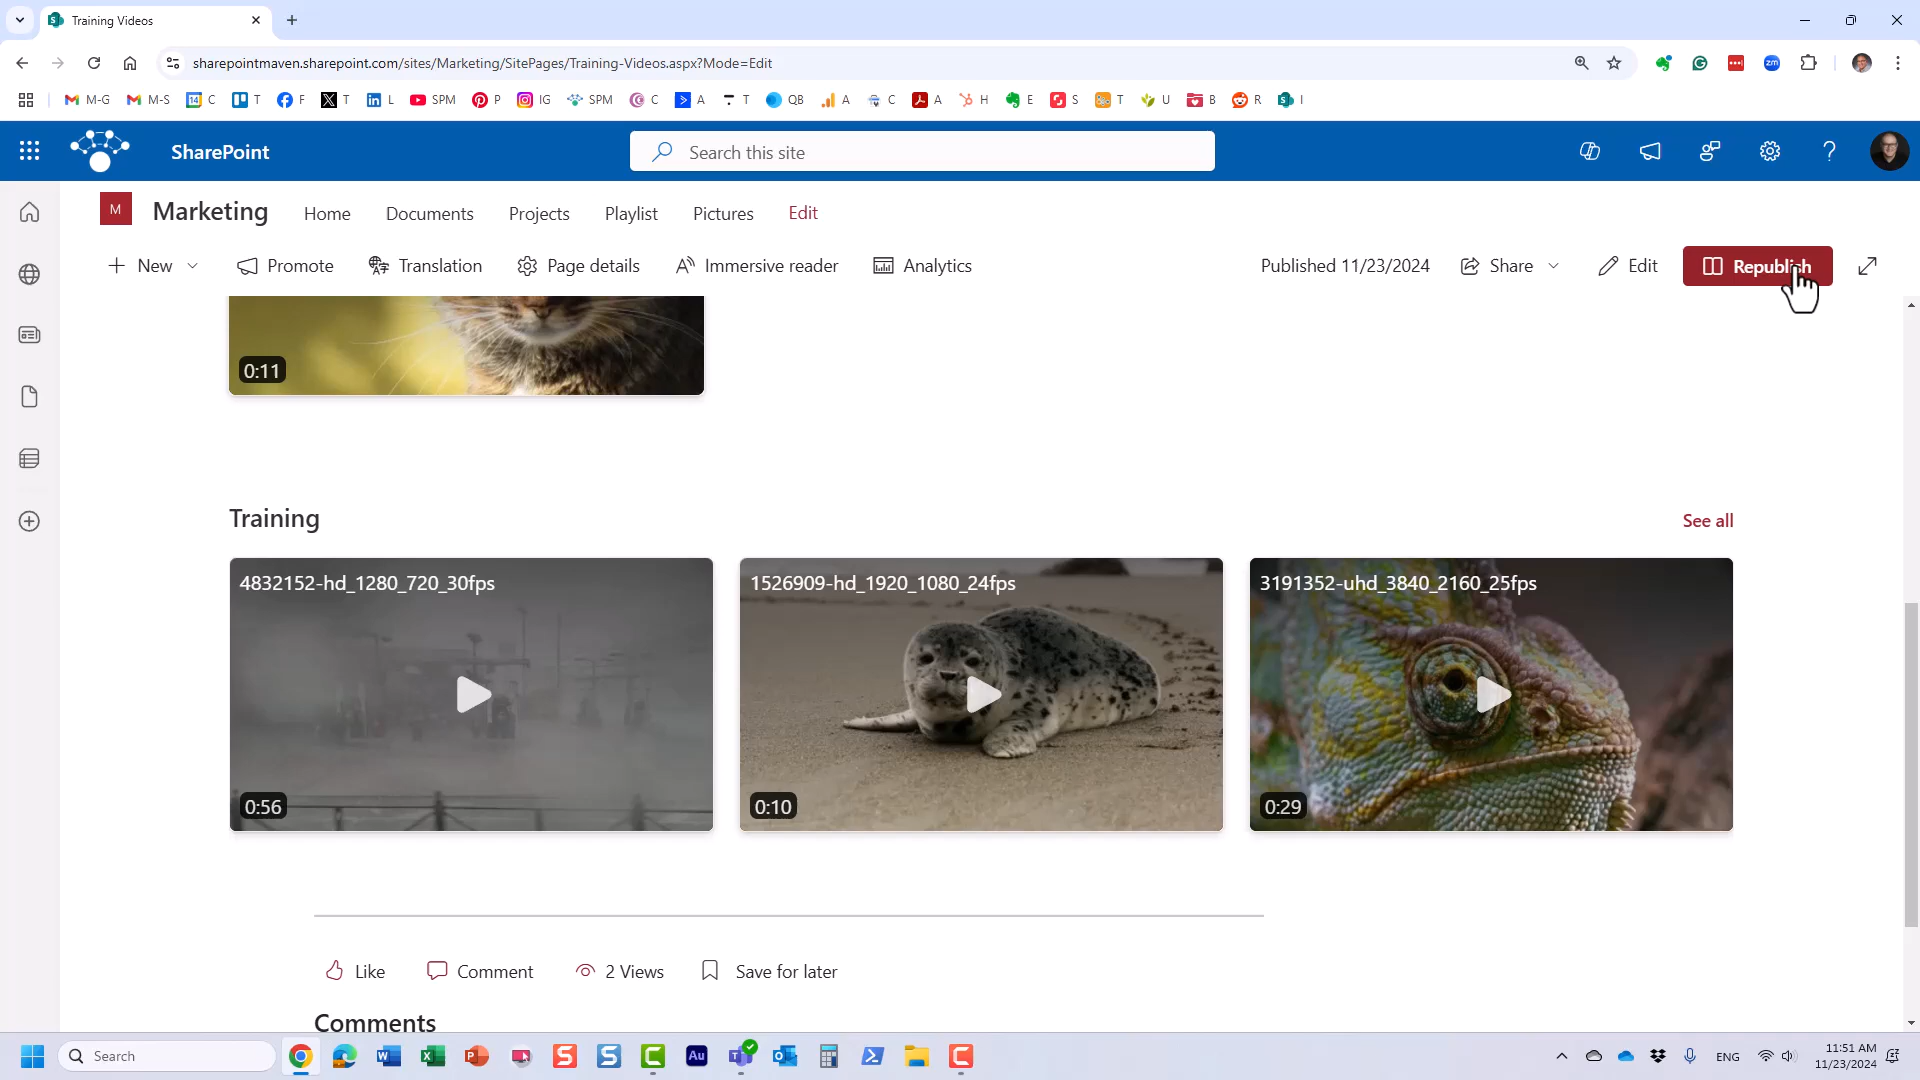 Training Videos
sharepointmaven.sharepoint.com/sites/Marketing/SitePages/Training-Videos.aspx?Mode=Edit
M-G M-S C T F T L SPM P IG SPM C A T QB A C A H E S T U B R I
SharePoint
Search this site
M Marketing Home Documents Projects Playlist Pictures Edit
New Promote Translation Page details Immersive reader Analytics Published 11/23/2024 Share Edit Republish
0:11
Training
See all
4832152-hd_1280_720_30fps
1526909-hd_1920_1080_24fps
3191352-uhd_3840_2160_25fps
0:56
0:10
0:29
Like Comment 2 Views Save for later
Comments
Search
ENG
11:51 AM
11/23/2024